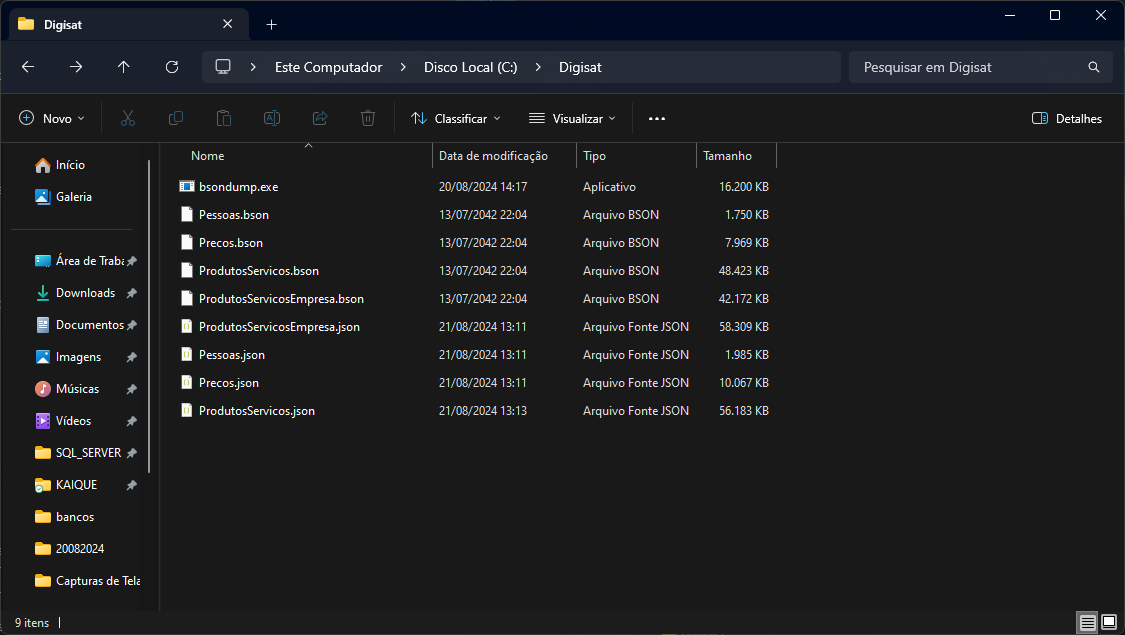 Digisat
Este Computador Disco Local (C:) Digisat
Pesquisar em Digisat
Novo
Classificar
Visualizar
Detalhes
Início
Galeria
Área de Traba
Downloads
Documentos
Imagens
Músicas
Vídeos
SQL_SERVER
KAIQUE
bancos
20082024
Capturas de Tela
Nome Data de modificação Tipo Tamanho
bsondump.exe 20/08/2024 14:17 Aplicativo 16.200 KB
Pessoas.bson 13/07/2042 22:04 Arquivo BSON 1.750 KB
Precos.bson 13/07/2042 22:04 Arquivo BSON 7.969 KB
ProdutosServicos.bson 13/07/2042 22:04 Arquivo BSON 48.423 KB
ProdutosServicosEmpresa.bson 13/07/2042 22:04 Arquivo BSON 42.172 KB
ProdutosServicosEmpresa.json 21/08/2024 13:11 Arquivo Fonte JSON 58.309 KB
Pessoas.json 21/08/2024 13:11 Arquivo Fonte JSON 1.985 KB
Precos.json 21/08/2024 13:11 Arquivo Fonte JSON 10.067 KB
ProdutosServicos.json 21/08/2024 13:13 Arquivo Fonte JSON 56.183 KB
9 itens